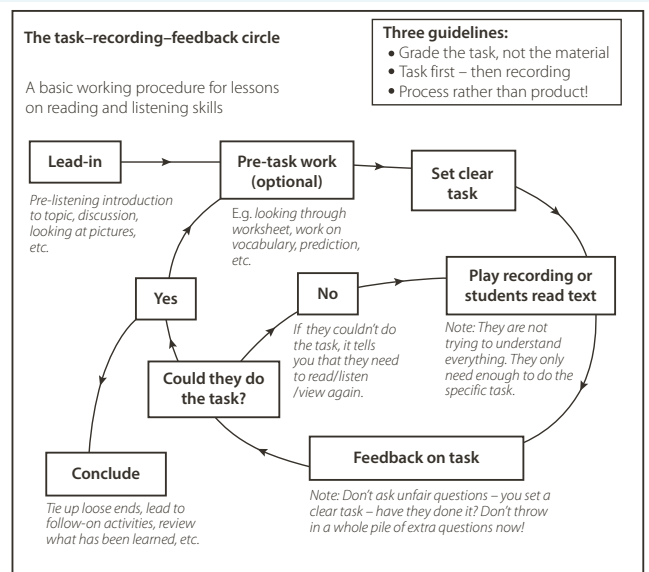 The task–recording–feedback circle
A basic working procedure for lessons
on reading and listening skills
Three guidelines:
• Grade the task, not the material
• Task first – then recording
• Process rather than product!
Lead-in
Pre-listening introduction
to topic, discussion,
looking at pictures,
etc.
Pre-task work
(optional)
E.g. looking through
worksheet, work on
vocabulary, prediction,
etc.
Set clear
task
Play recording or
students read text
Note: They are not
trying to understand
everything. They only
need enough to do the
specific task.
Yes
No
If they couldn't do
the task, it tells
you that they need
to read/listen
/view again.
Could they do
the task?
Feedback on task
Note: Don't ask unfair questions – you set a
clear task – have they done it? Don't throw
in a whole pile of extra questions now!
Conclude
Tie up loose ends, lead to
follow-on activities, review
what has been learned, etc.